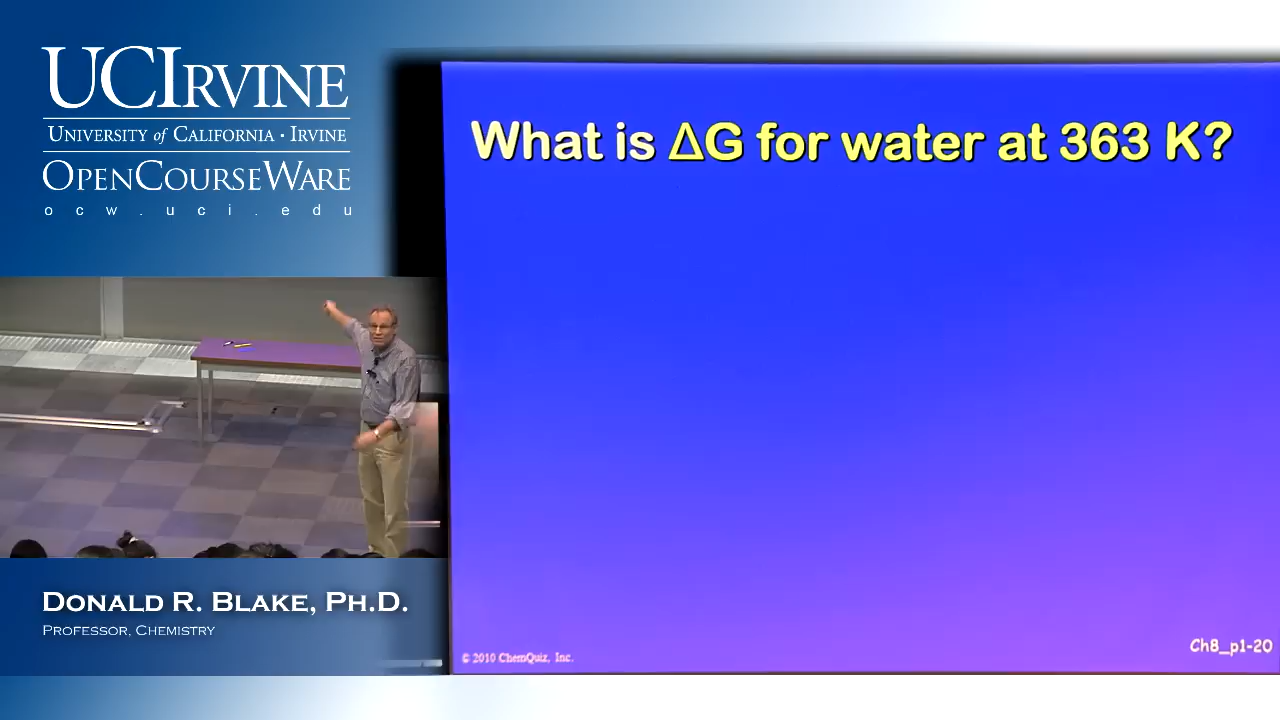 UCIRVINE
UNIVERSITY of CALIFORNIA • IRVINE
OPENCOURSEWARE
ocw.uci.edu
What is ΔG for water at 363 K?
DONALD R. BLAKE, PH.D.
PROFESSOR, CHEMISTRY
© 2010 ChemQuiz, Inc.
Ch8_p1-20